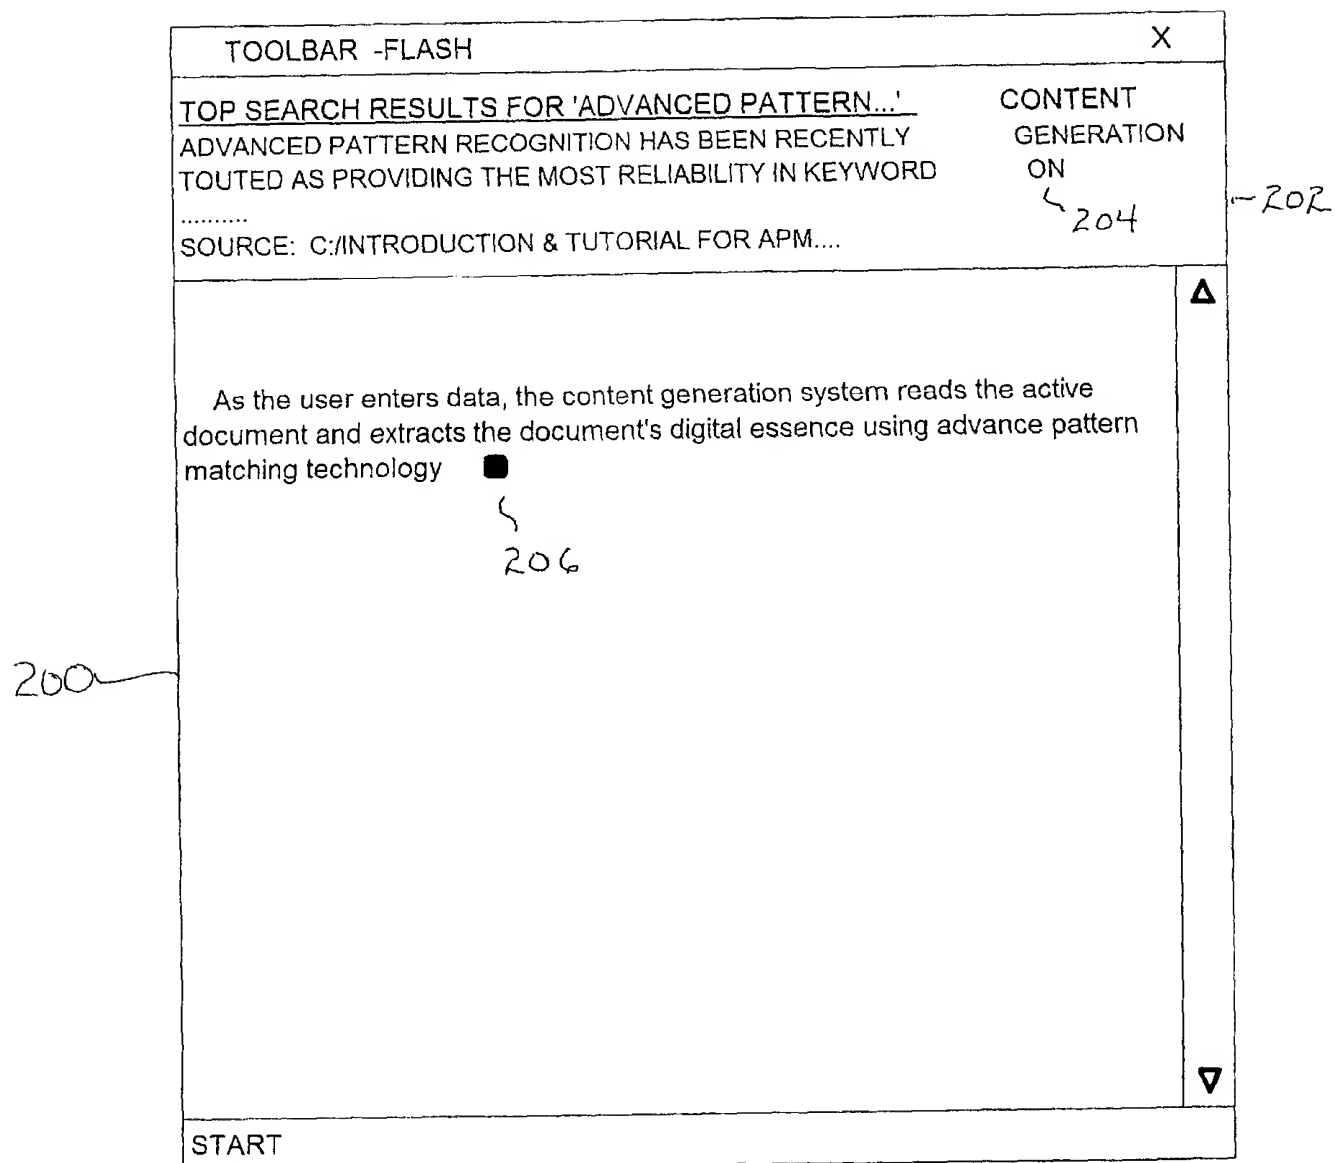 TOOLBAR -FLASH X
TOP SEARCH RESULTS FOR 'ADVANCED PATTERN...' CONTENT
ADVANCED PATTERN RECOGNITION HAS BEEN RECENTLY GENERATION
TOUTED AS PROVIDING THE MOST RELIABILITY IN KEYWORD ON
..........
204
202
SOURCE: C:/INTRODUCTION & TUTORIAL FOR APM....
As the user enters data, the content generation system reads the active
document and extracts the document's digital essence using advance pattern
matching technology
206
200
START